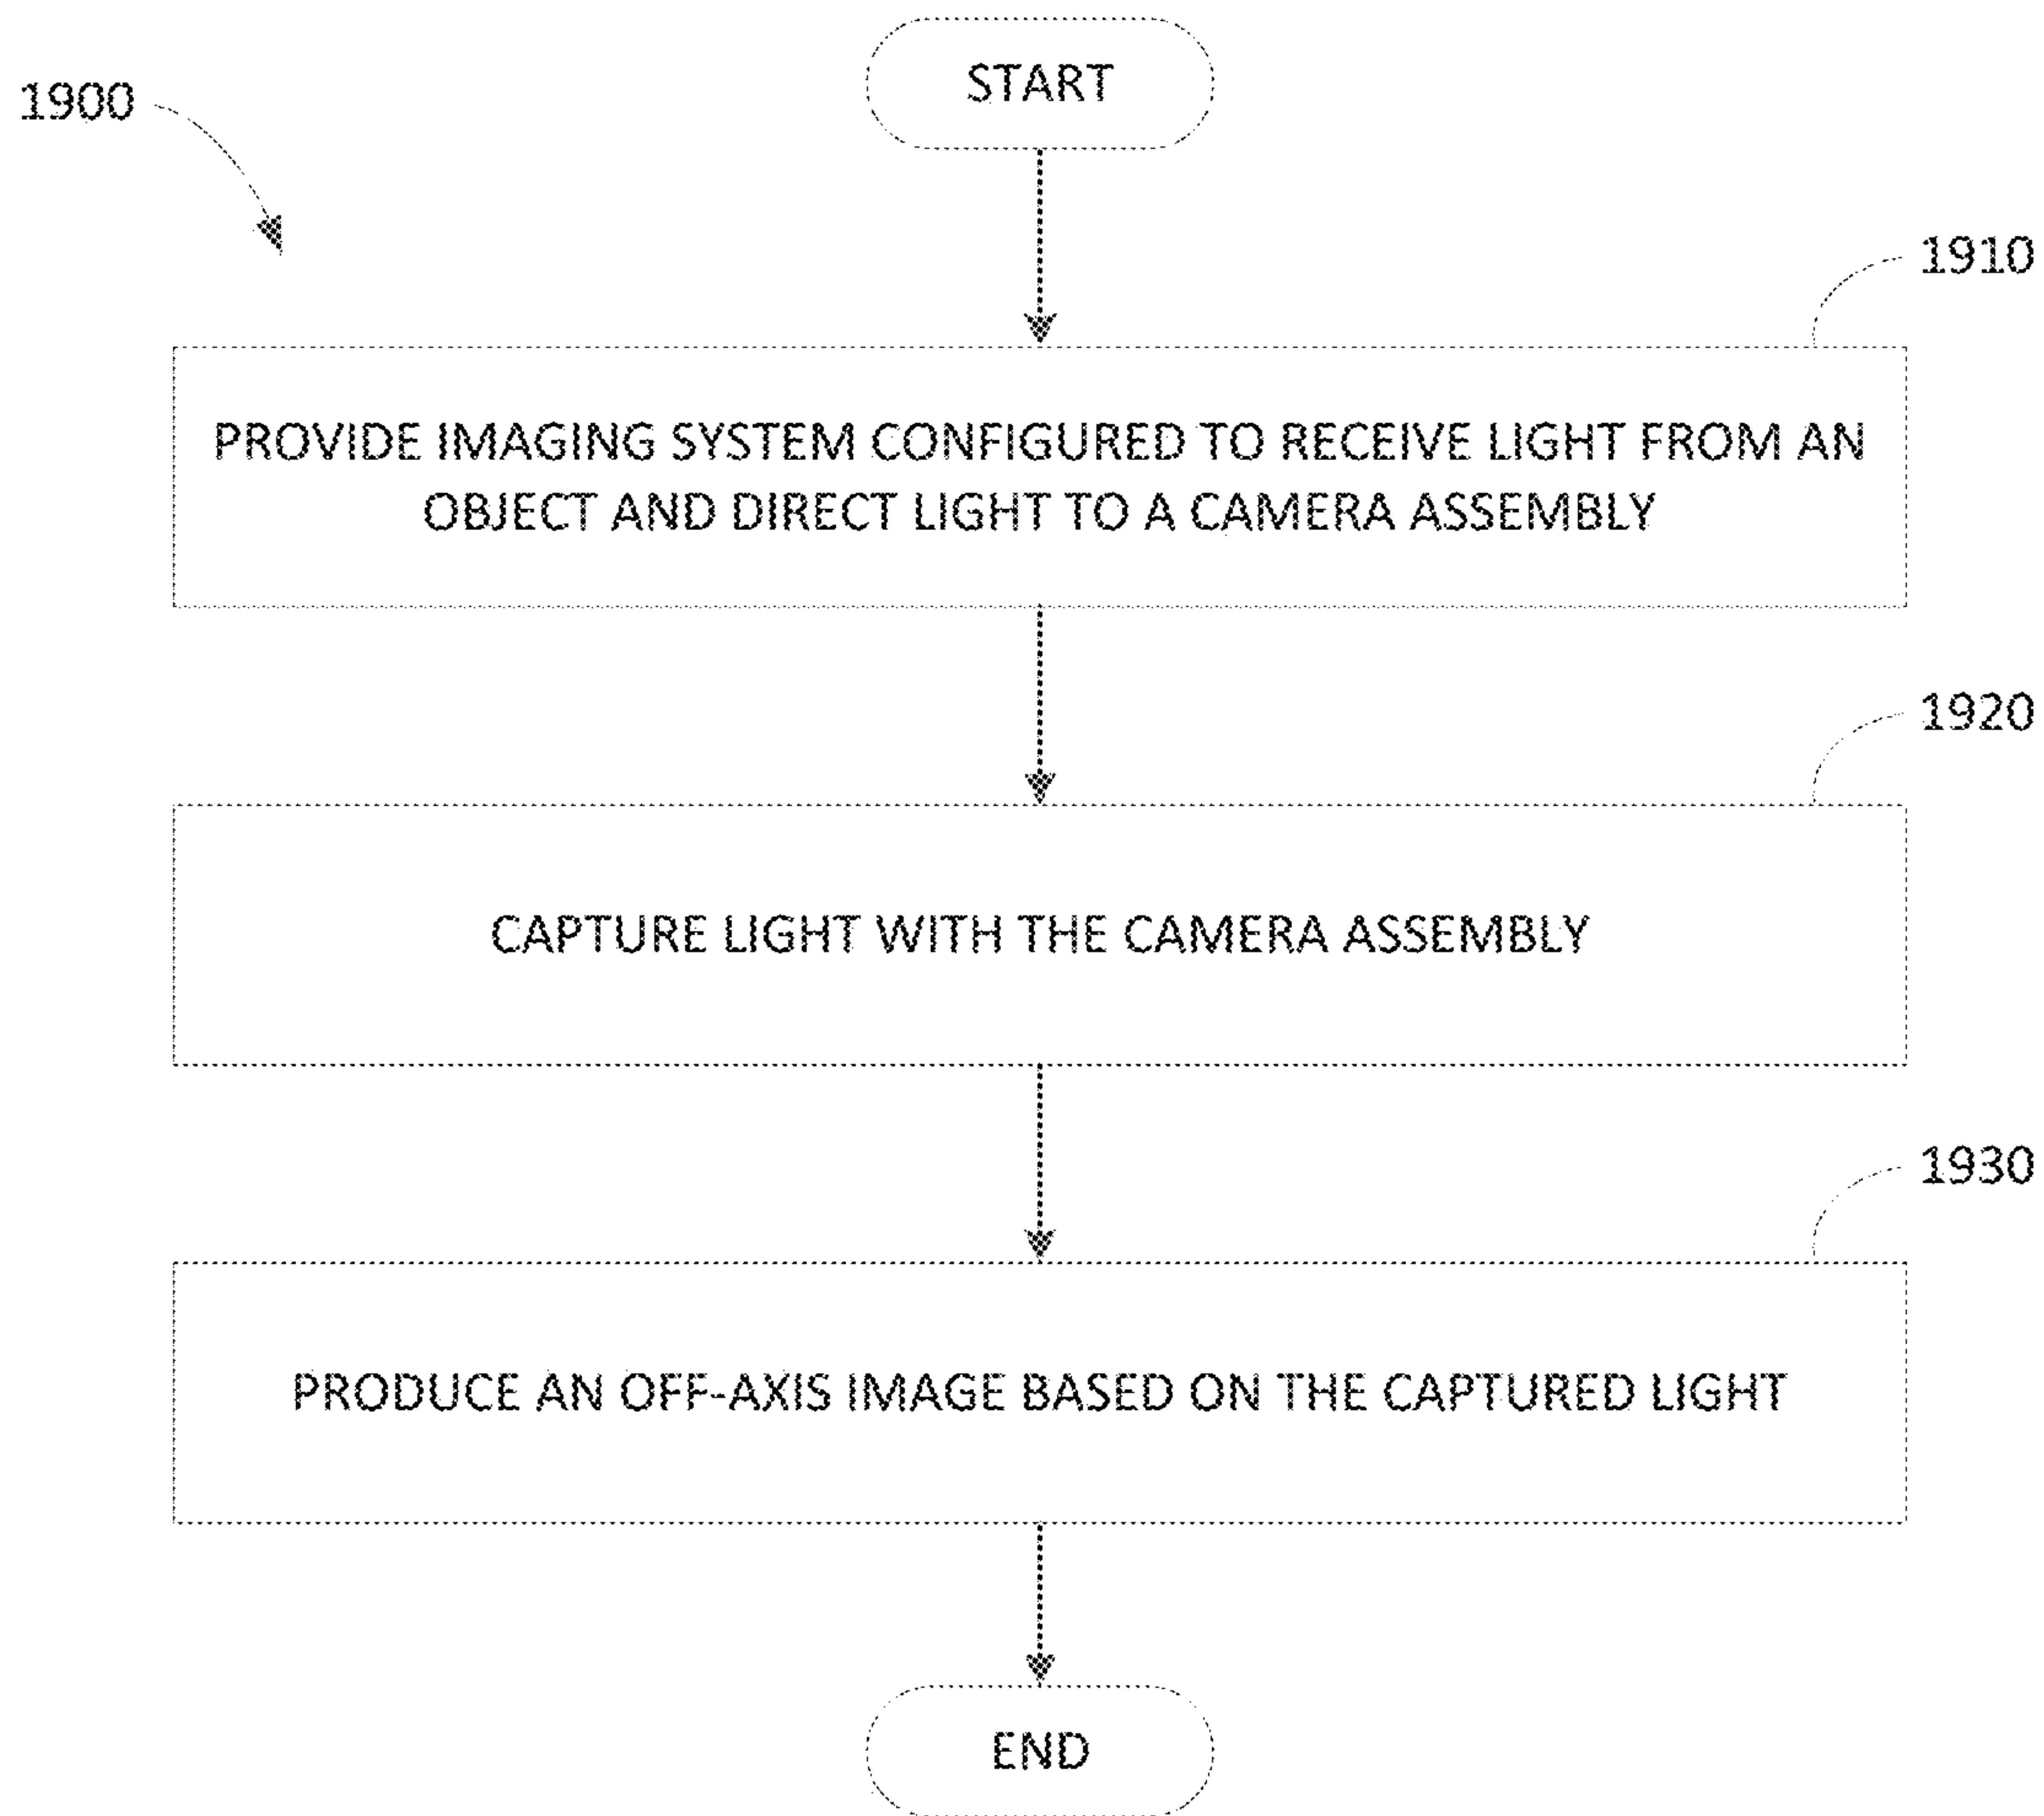 START
1900
1910
PROVIDE IMAGING SYSTEM CONFIGURED TO RECEIVE LIGHT FROM AN
OBJECT AND DIRECT LIGHT TO A CAMERA ASSEMBLY
1920
CAPTURE LIGHT WITH THE CAMERA ASSEMBLY
1930
PRODUCE AN OFF-AXIS IMAGE BASED ON THE CAPTURED LIGHT
END